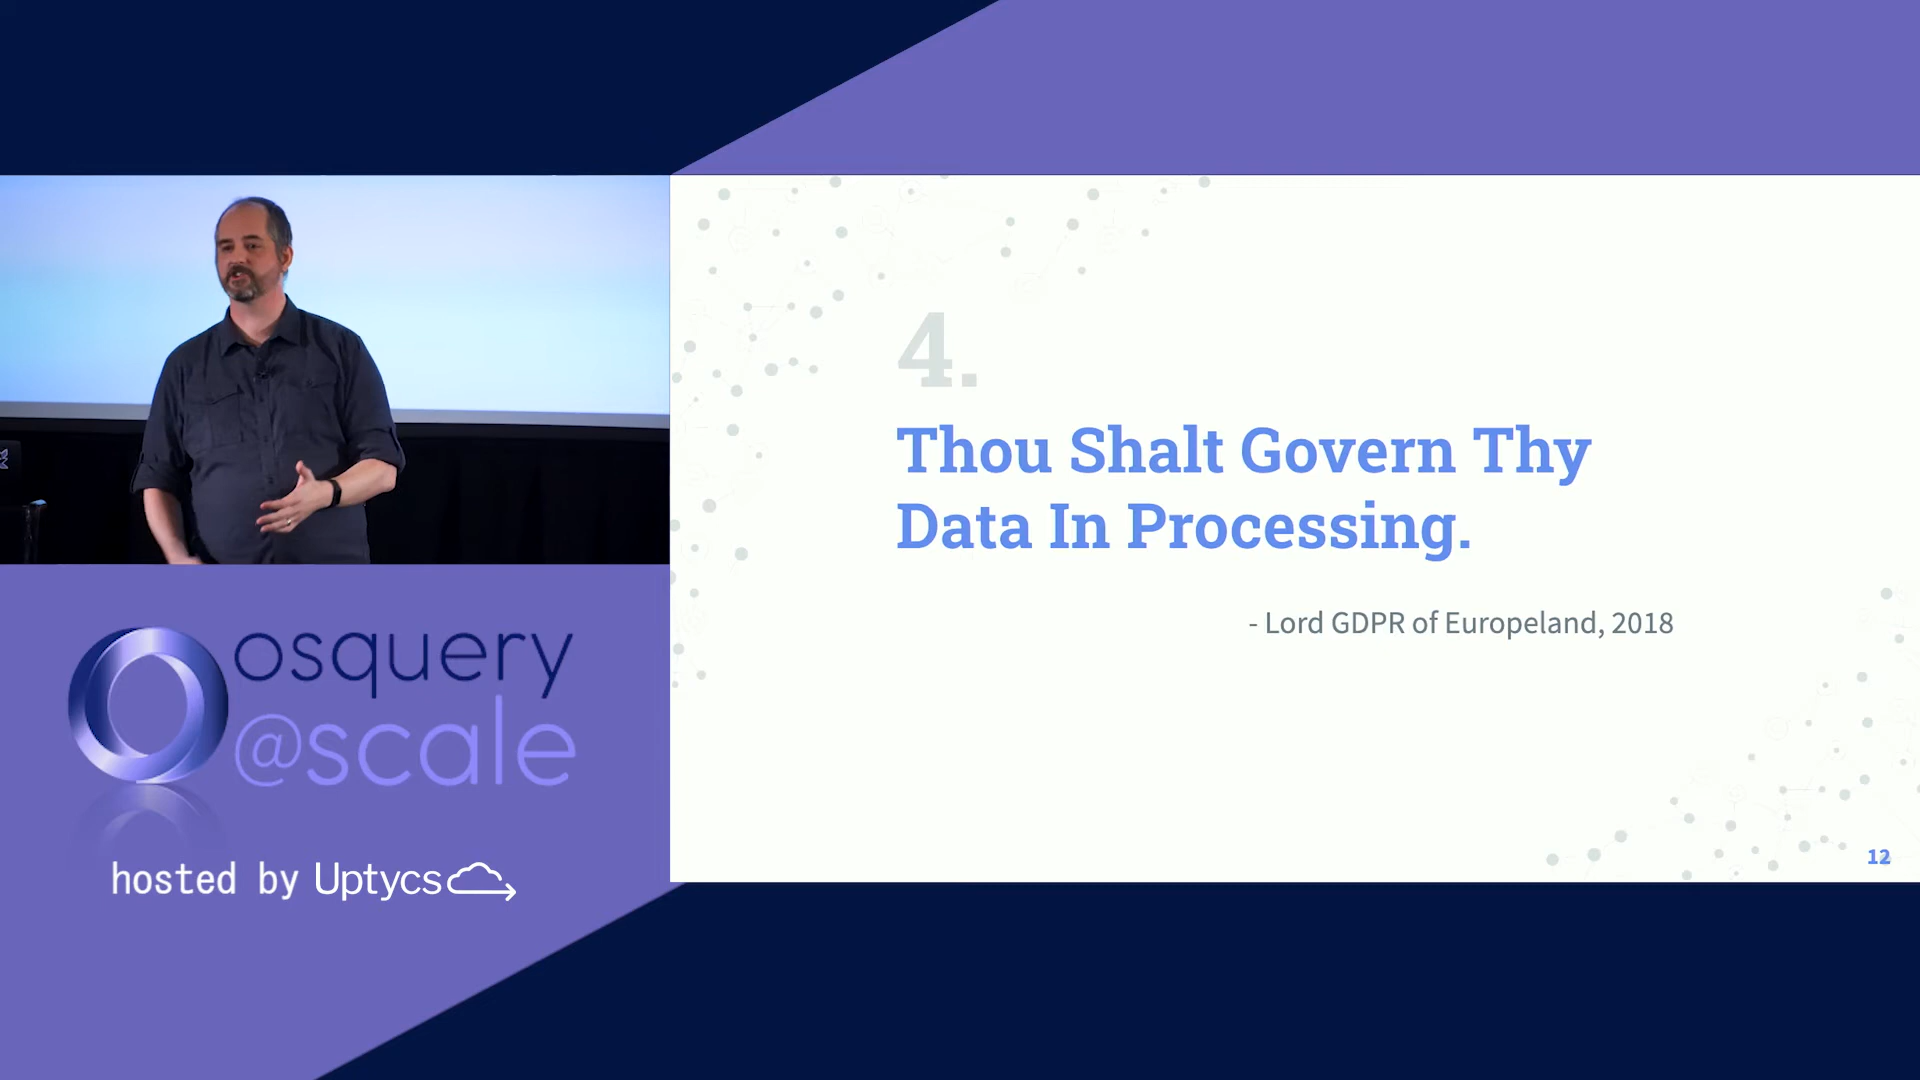 4.
Thou Shalt Govern Thy
Data In Processing.
- Lord GDPR of Europeland, 2018
12
osquery
@scale
hosted by Uptycs